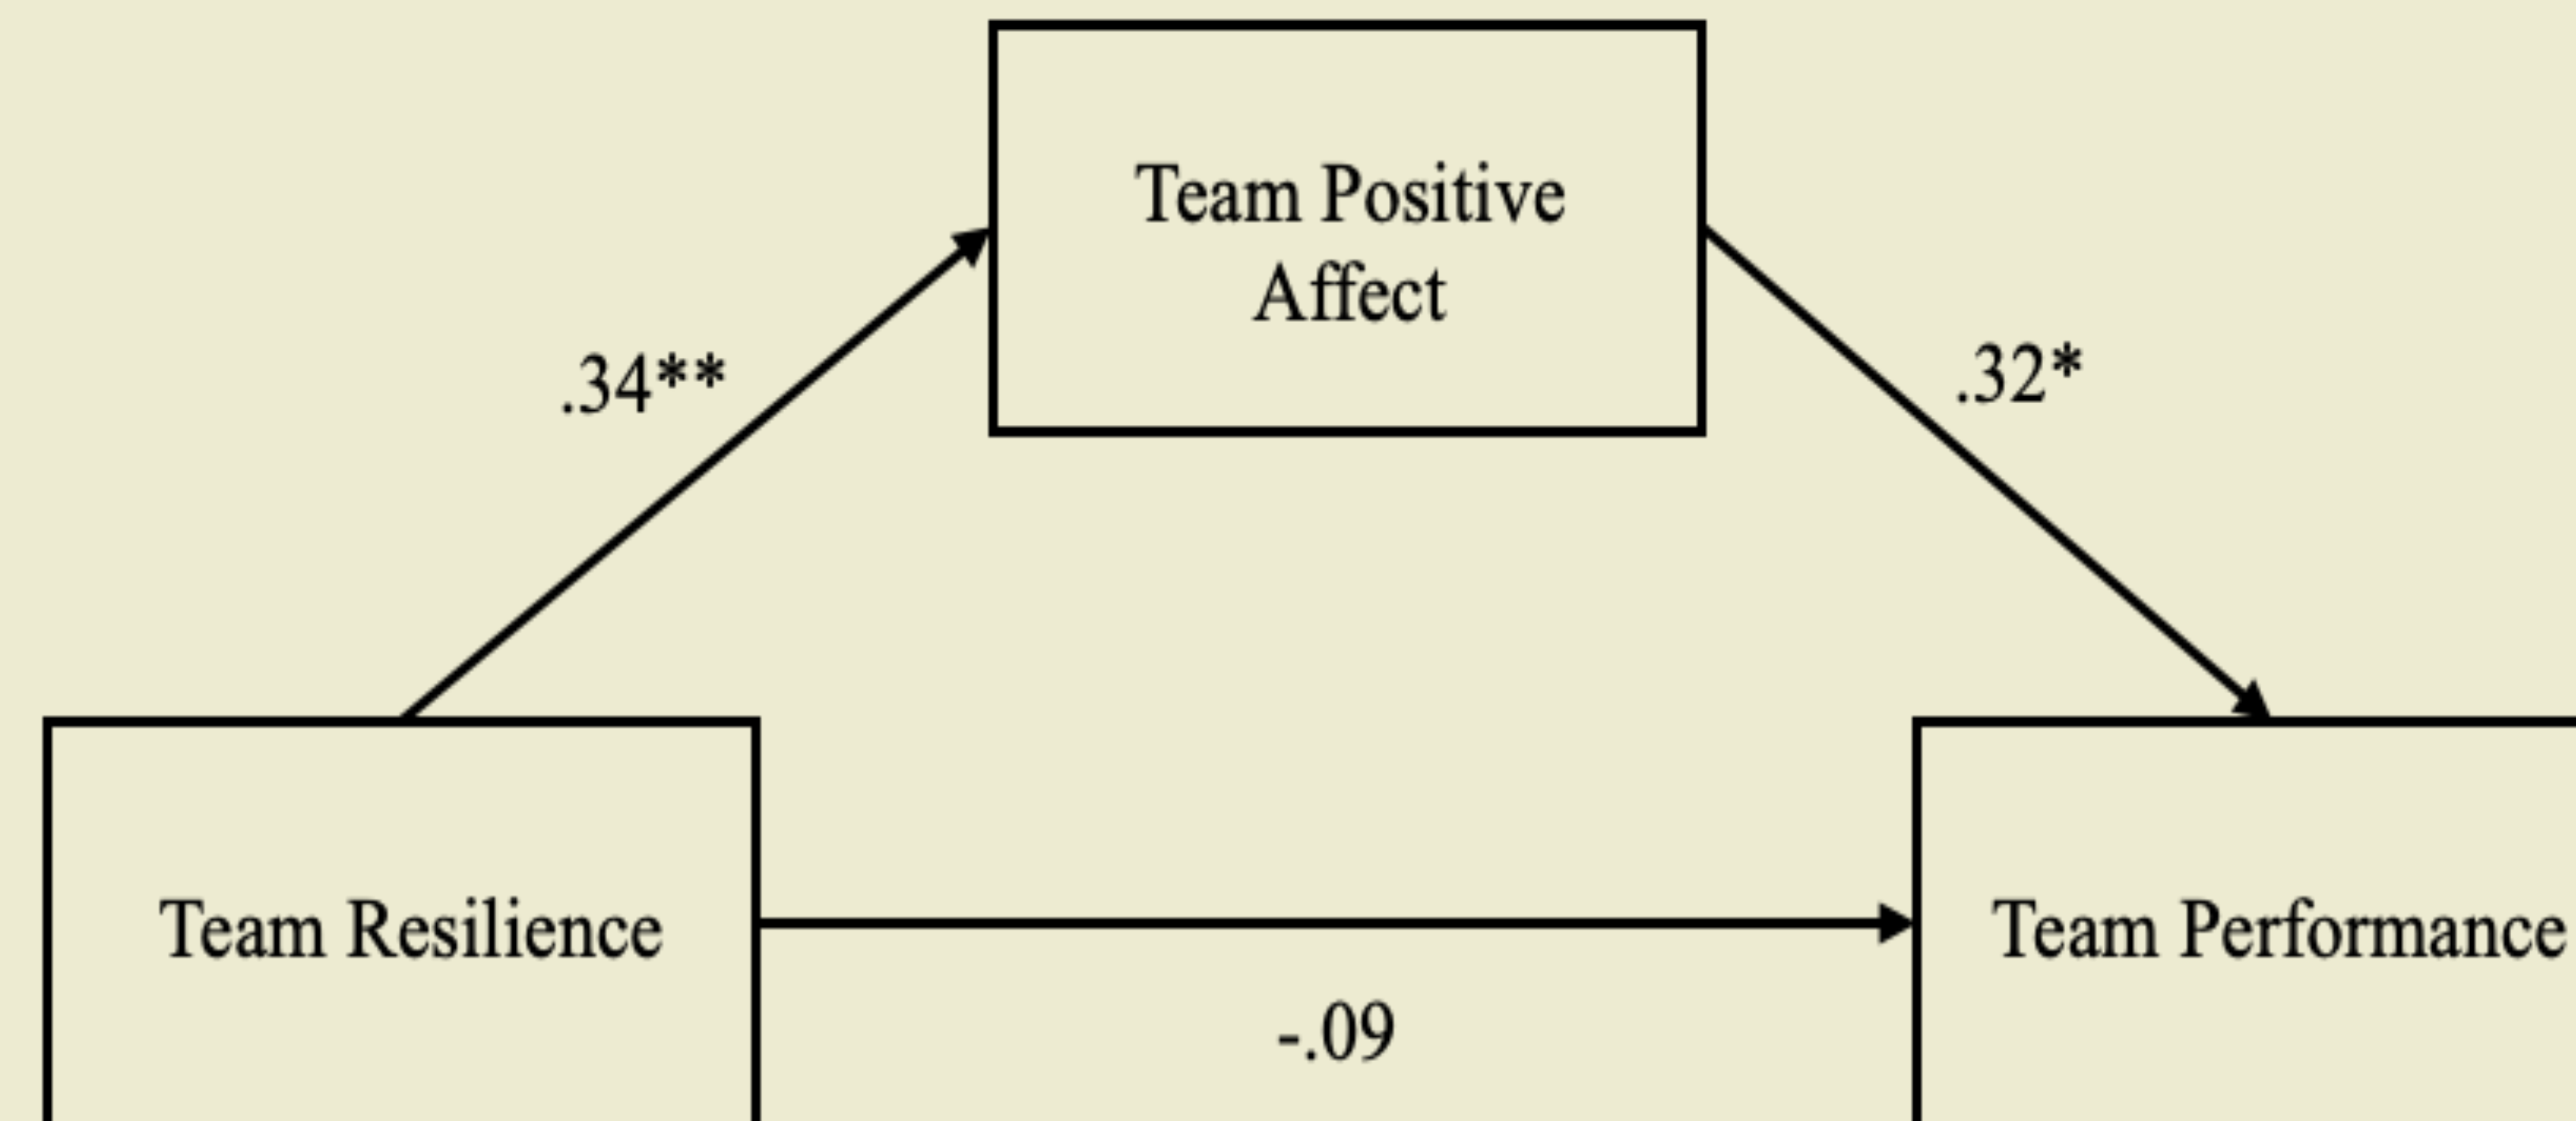 Team Positive
Affect
.34**
.32*
Team Resilience
Team Performance
-.09